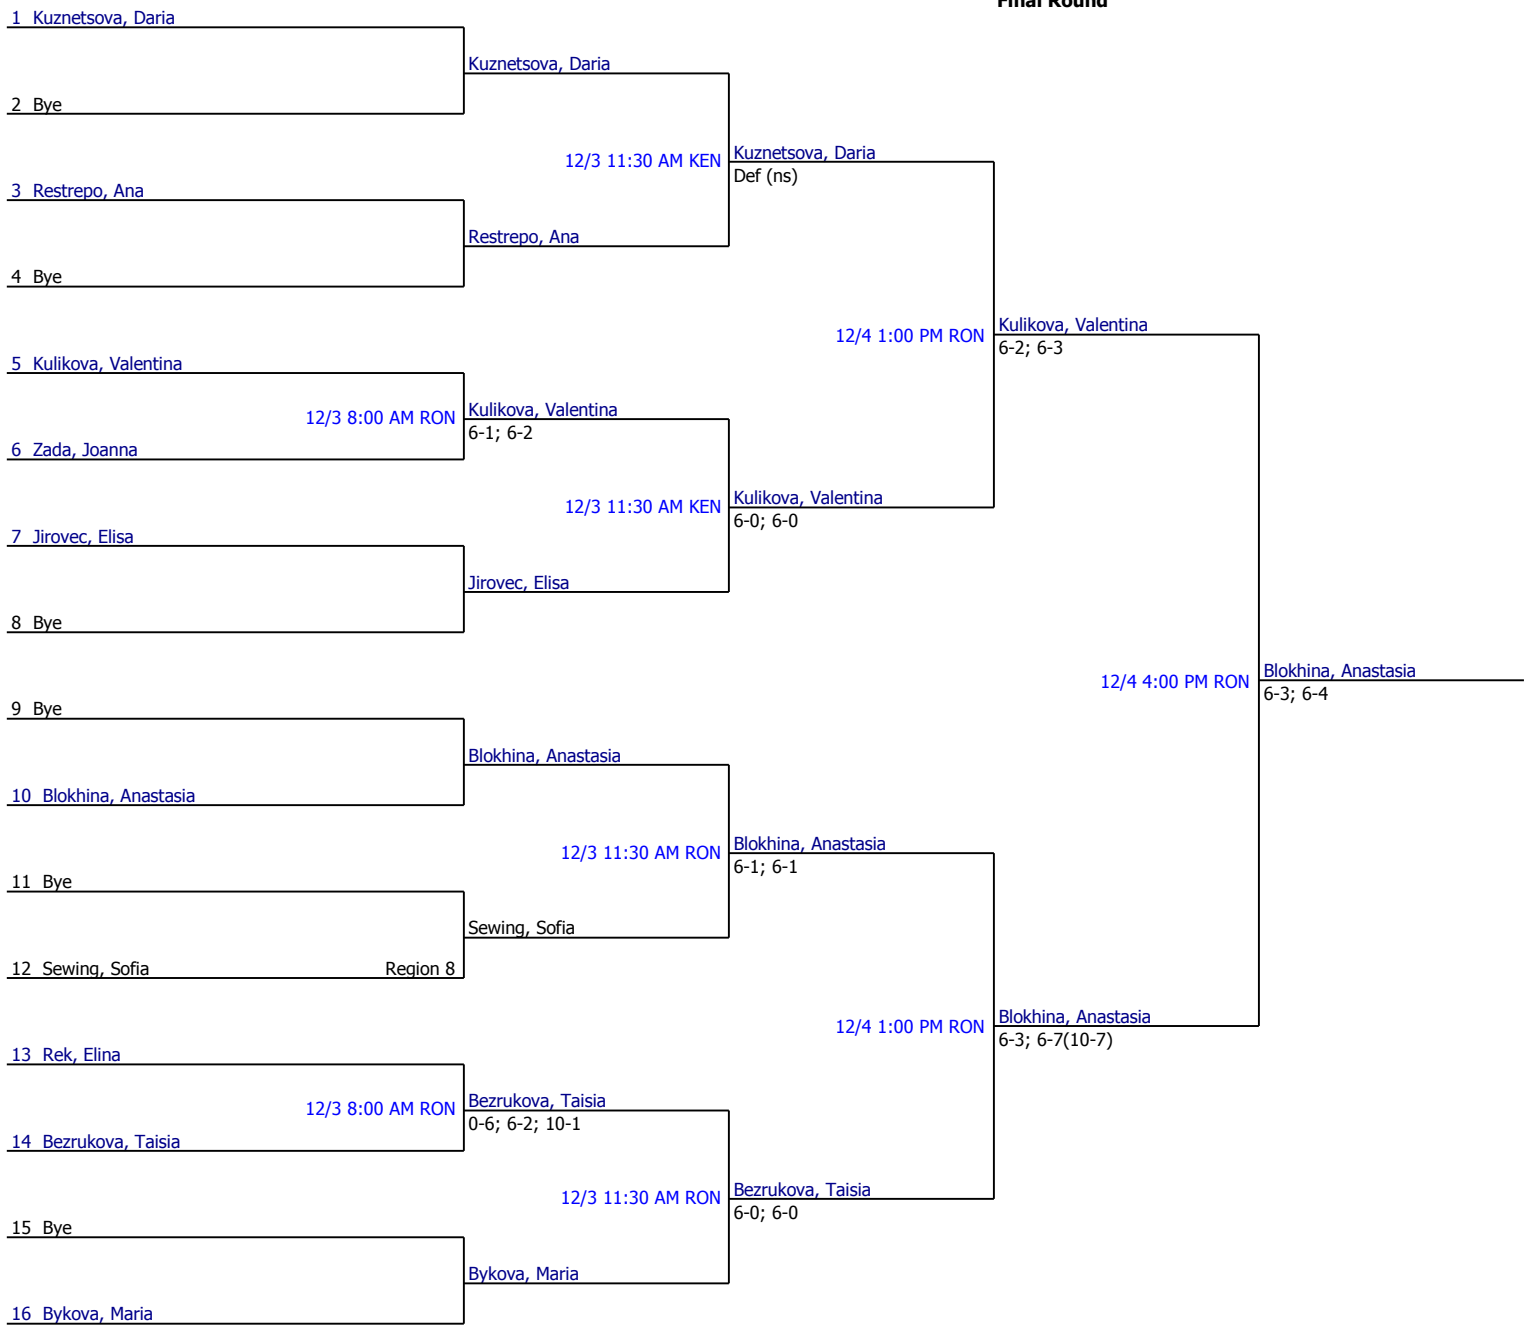 Final Round
1 Kuznetsova, Daria
Kuznetsova, Daria
2 Bye
12/3 11:30 AM KEN
Kuznetsova, Daria
Def (ns)
3 Restrepo, Ana
Restrepo, Ana
4 Bye
12/4 1:00 PM RON
Kulikova, Valentina
6-2; 6-3
5 Kulikova, Valentina
12/3 8:00 AM RON
Kulikova, Valentina
6-1; 6-2
6 Zada, Joanna
12/3 11:30 AM KEN
Kulikova, Valentina
6-0; 6-0
7 Jirovec, Elisa
Jirovec, Elisa
8 Bye
12/4 4:00 PM RON
Blokhina, Anastasia
6-3; 6-4
9 Bye
Blokhina, Anastasia
10 Blokhina, Anastasia
12/3 11:30 AM RON
Blokhina, Anastasia
6-1; 6-1
11 Bye
Sewing, Sofia
12 Sewing, Sofia Region 8
12/4 1:00 PM RON
Blokhina, Anastasia
6-3; 6-7(10-7)
13 Rek, Elina
12/3 8:00 AM RON
Bezrukova, Taisia
0-6; 6-2; 10-1
14 Bezrukova, Taisia
12/3 11:30 AM RON
Bezrukova, Taisia
6-0; 6-0
15 Bye
Bykova, Maria
16 Bykova, Maria